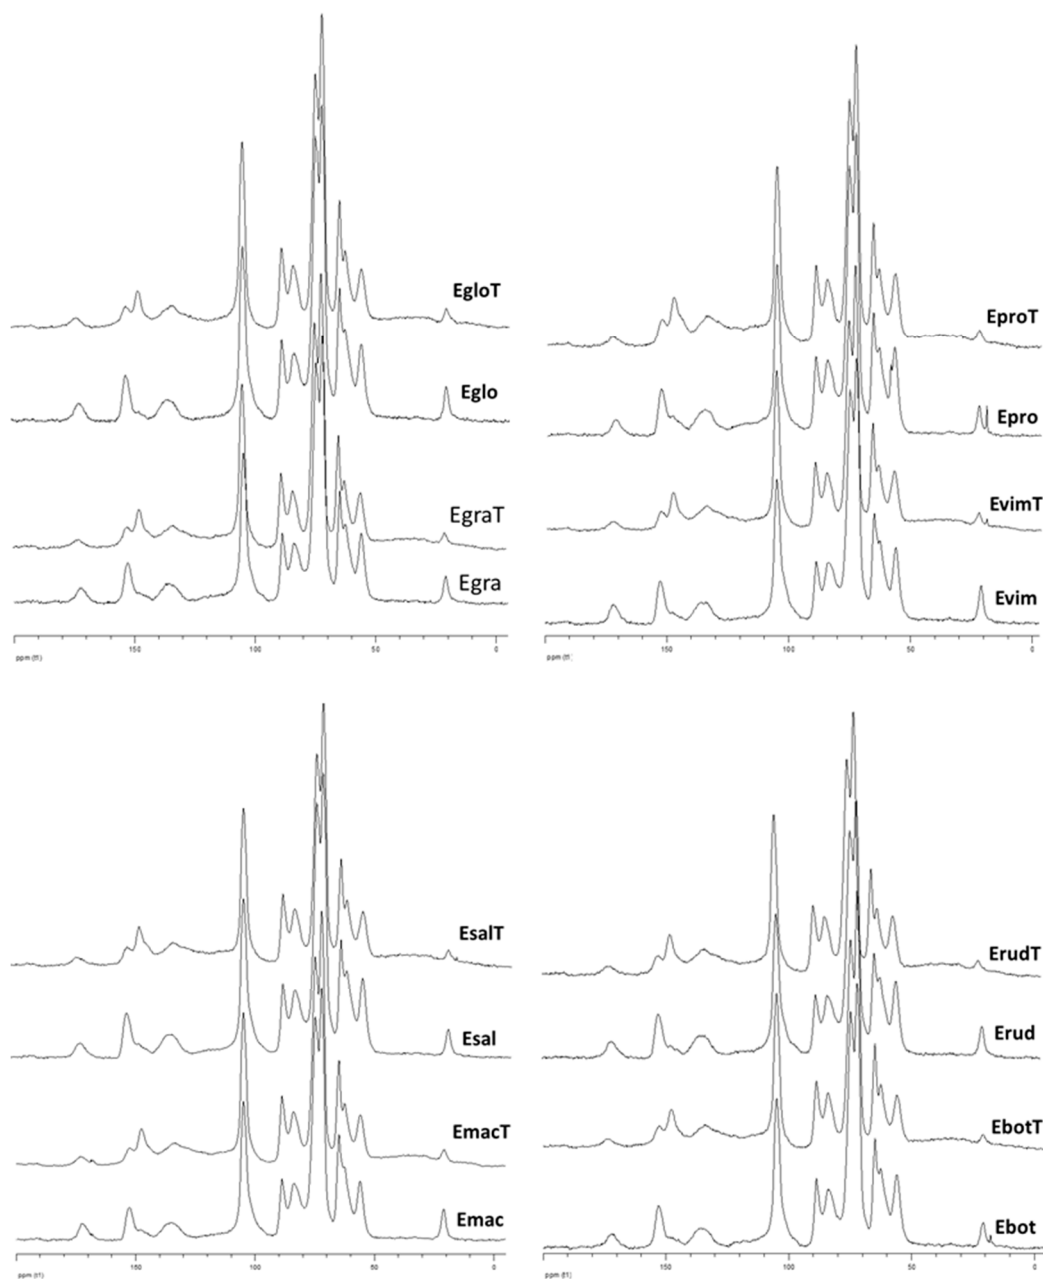 EgloT
Eglo
EgraT
Egra
150 100 50 0
ppm (f1)
EproT
Epro
EvimT
Evim
150 100 50 0
ppm (f1)
EsalT
Esal
EmacT
Emac
150 100 50 0
ppm (f1)
ErudT
Erud
EbotT
Ebot
150 100 50 0
ppm (f1)